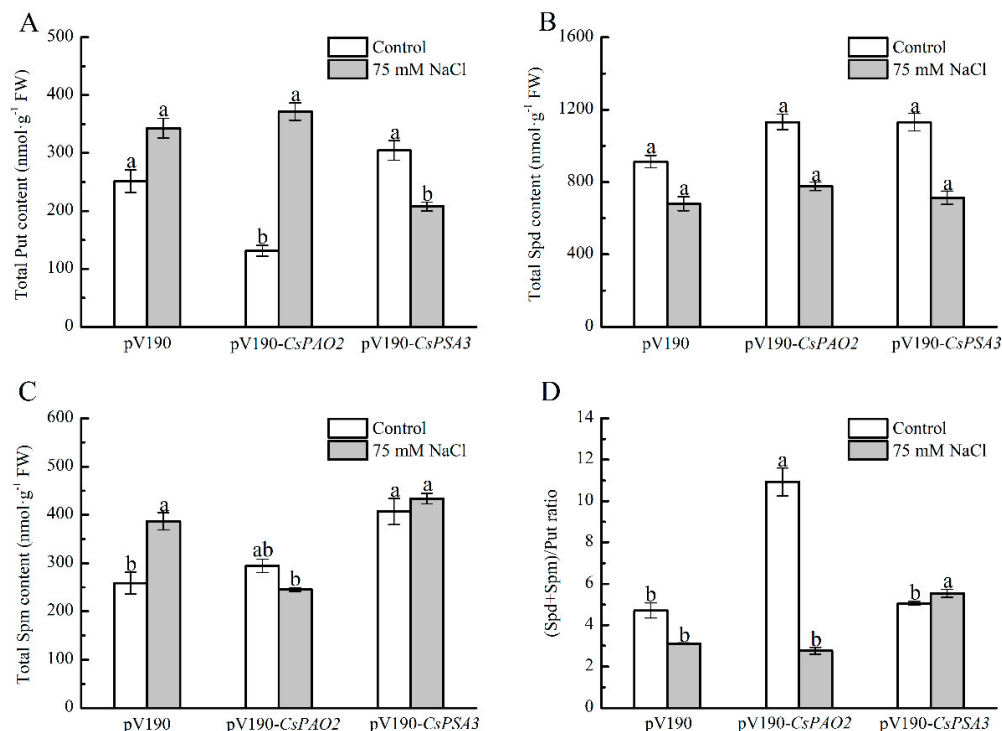 A
Total Put content (nmol·g⁻¹ FW)
500
400
300
200
100
0
Control
75 mM NaCl
a
a
b
a
a
b
pV190
pV190-CsPAO2
pV190-CsPSA3
B
Total Spd content (nmol·g⁻¹ FW)
1600
1200
800
400
0
Control
75 mM NaCl
a
a
a
a
a
a
pV190
pV190-CsPAO2
pV190-CsPSA3
C
Total Spm content (nmol·g⁻¹ FW)
600
500
400
300
200
100
0
Control
75 mM NaCl
b
a
ab
b
a
a
pV190
pV190-CsPAO2
pV190-CsPSA3
D
(Spd+Spm)/Put ratio
14
12
10
8
6
4
2
0
Control
75 mM NaCl
b
b
a
b
b
a
pV190
pV190-CsPAO2
pV190-CsPSA3